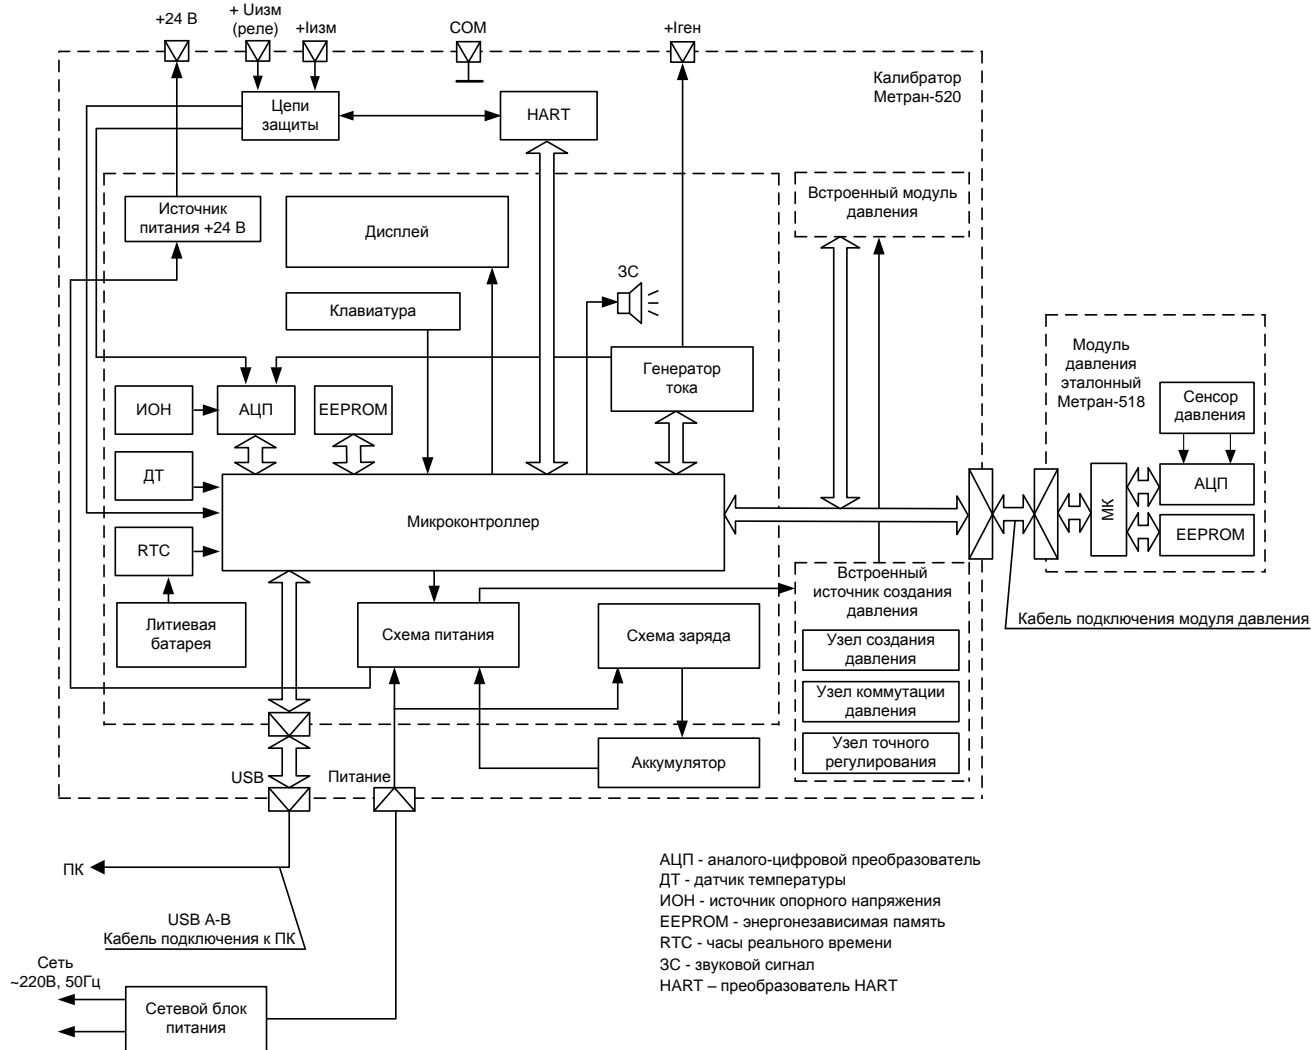 +24 В
+ Uизм
(реле)
+Iизм
COM
+Iген
Калибратор
Метран-520
Цепи
защиты
HART
Источник
питания +24 В
Дисплей
Встроенный модуль
давления
ЗС
Клавиатура
Генератор
тока
Модуль
давления
эталонный
Метран-518
Сенсор
давления
ИОН
АЦП
EEPROM
ДТ
Микроконтроллер
МК
АЦП
EEPROM
RTC
Литиевая
батарея
Схема питания
Схема заряда
Встроенный
источник создания
давления
Кабель подключения модуля давления
Узел создания
давления
Узел коммутации
давления
Узел точного
регулирования
Аккумулятор
USB
Питание
ПК
USB A-B
Кабель подключения к ПК
Сеть
~220В, 50Гц
Сетевой блок
питания
АЦП - аналого-цифровой преобразователь
ДТ - датчик температуры
ИОН - источник опорного напряжения
EEPROM - энергонезависимая память
RTC - часы реального времени
ЗС - звуковой сигнал
HART – преобразователь HART